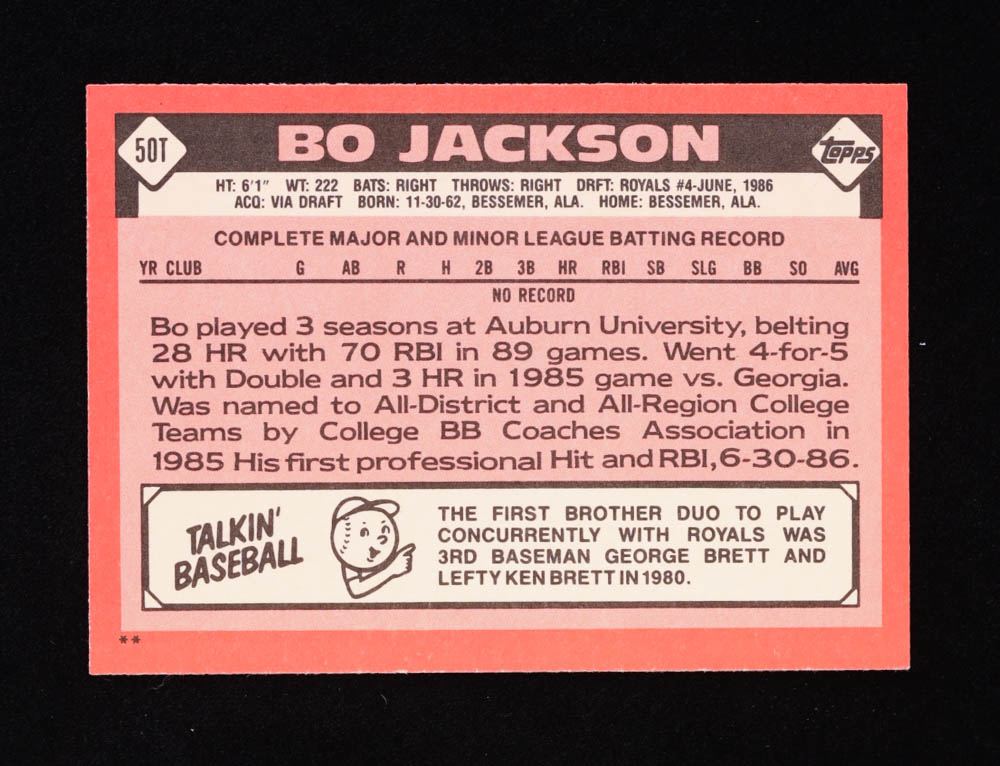 50T
BO JACKSON
topps
HT: 6'1" WT: 222 BATS: RIGHT THROWS: RIGHT DRFT: ROYALS #4-JUNE, 1986
ACQ: VIA DRAFT BORN: 11-30-62, BESSEMER, ALA. HOME: BESSEMER, ALA.
COMPLETE MAJOR AND MINOR LEAGUE BATTING RECORD
YR CLUB G AB R H 2B 3B HR RBI SB SLG BB SO AVG
NO RECORD
Bo played 3 seasons at Auburn University, belting
28 HR with 70 RBI in 89 games. Went 4-for-5
with Double and 3 HR in 1985 game vs. Georgia.
Was named to All-District and All-Region College
Teams by College BB Coaches Association in
1985 His first professional Hit and RBI, 6-30-86.
TALKIN'
BASEBALL
THE FIRST BROTHER DUO TO PLAY
CONCURRENTLY WITH ROYALS WAS
3RD BASEMAN GEORGE BRETT AND
LEFTY KEN BRETT IN 1980.
**